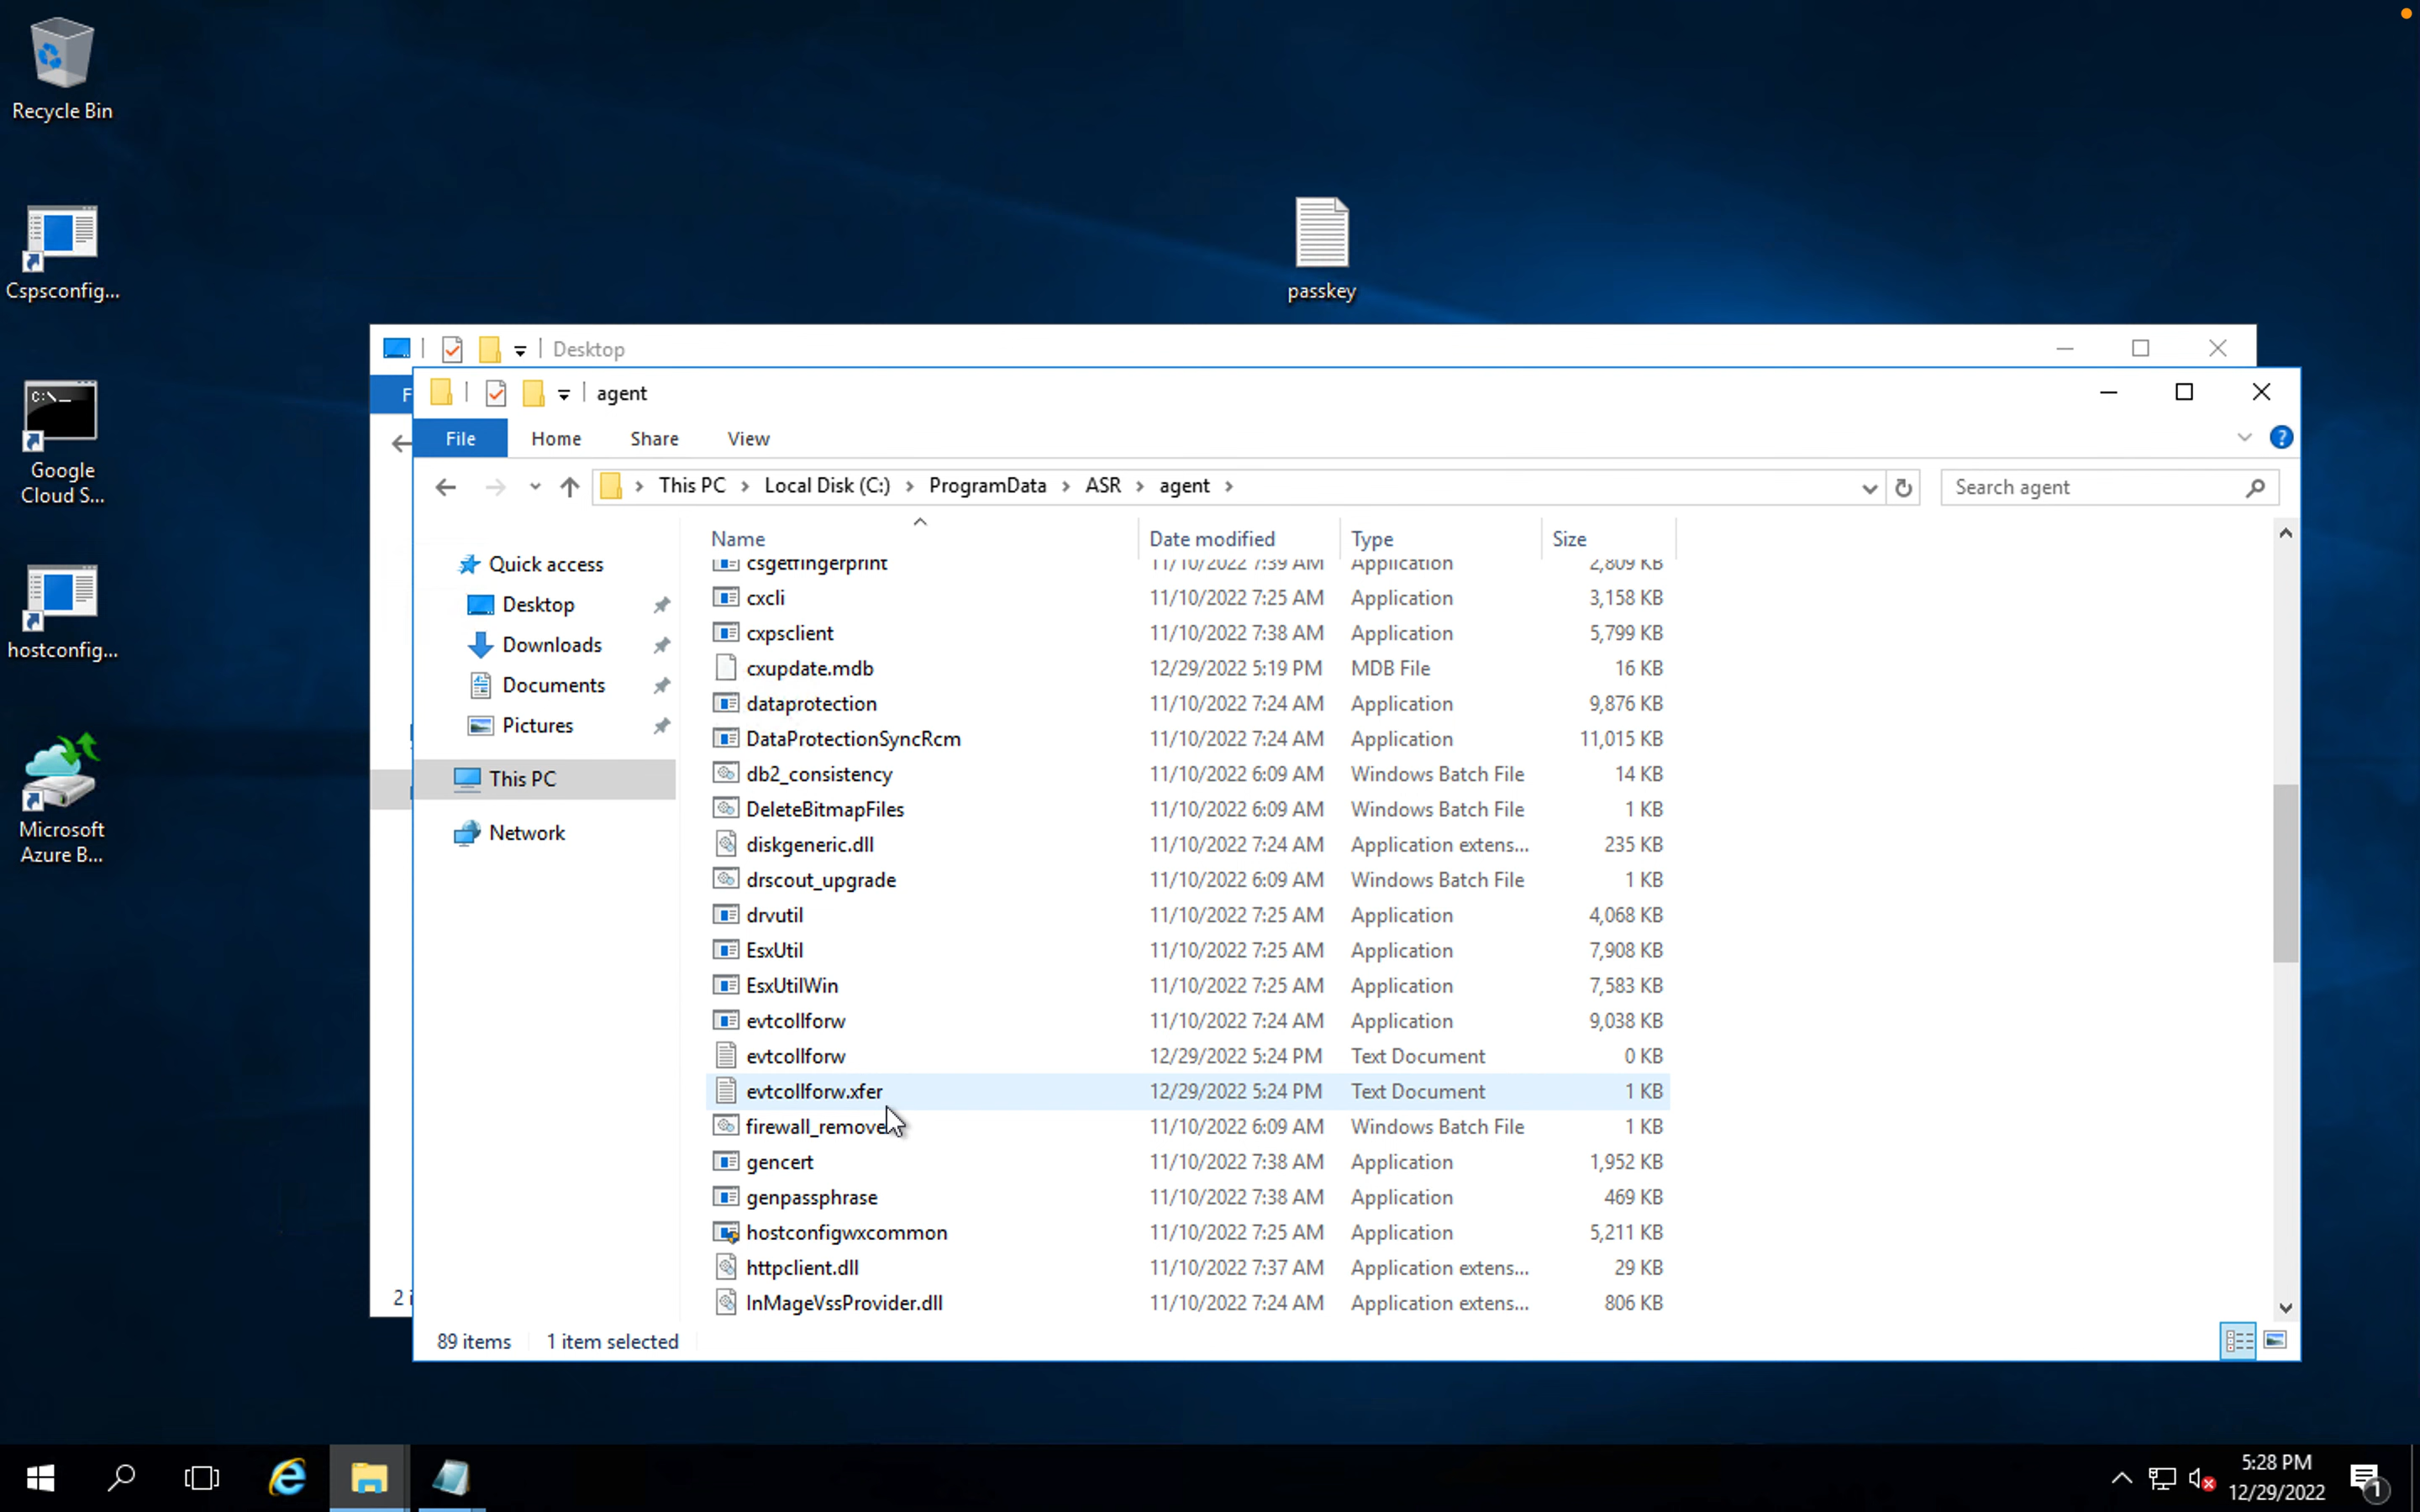 Recycle Bin
Cspsconfig...
Google
Cloud S...
hostconfig...
Microsoft
Azure B...
passkey
Desktop
F
agent
File Home Share View
This PC Local Disk (C:) ProgramData ASR agent
Search agent
Quick access
Desktop
Downloads
Documents
Pictures
This PC
Network
Name Date modified Type Size
csgetfingerprint 11/10/2022 7:39 AM Application 2,809 KB
cxcli 11/10/2022 7:25 AM Application 3,158 KB
cxpsclient 11/10/2022 7:38 AM Application 5,799 KB
cxupdate.mdb 12/29/2022 5:19 PM MDB File 16 KB
dataprotection 11/10/2022 7:24 AM Application 9,876 KB
DataProtectionSyncRcm 11/10/2022 7:24 AM Application 11,015 KB
db2_consistency 11/10/2022 6:09 AM Windows Batch File 14 KB
DeleteBitmapFiles 11/10/2022 6:09 AM Windows Batch File 1 KB
diskgeneric.dll 11/10/2022 7:24 AM Application extens... 235 KB
drscout_upgrade 11/10/2022 6:09 AM Windows Batch File 1 KB
drvutil 11/10/2022 7:25 AM Application 4,068 KB
EsxUtil 11/10/2022 7:25 AM Application 7,908 KB
EsxUtilWin 11/10/2022 7:25 AM Application 7,583 KB
evtcollforw 11/10/2022 7:24 AM Application 9,038 KB
evtcollforw 12/29/2022 5:24 PM Text Document 0 KB
evtcollforw.xfer 12/29/2022 5:24 PM Text Document 1 KB
firewall_remove 11/10/2022 6:09 AM Windows Batch File 1 KB
gencert 11/10/2022 7:38 AM Application 1,952 KB
genpassphrase 11/10/2022 7:38 AM Application 469 KB
hostconfigwxcommon 11/10/2022 7:25 AM Application 5,211 KB
httpclient.dll 11/10/2022 7:37 AM Application extens... 29 KB
InMageVssProvider.dll 11/10/2022 7:24 AM Application extens... 806 KB
2 i
89 items 1 item selected
5:28 PM
12/29/2022
1